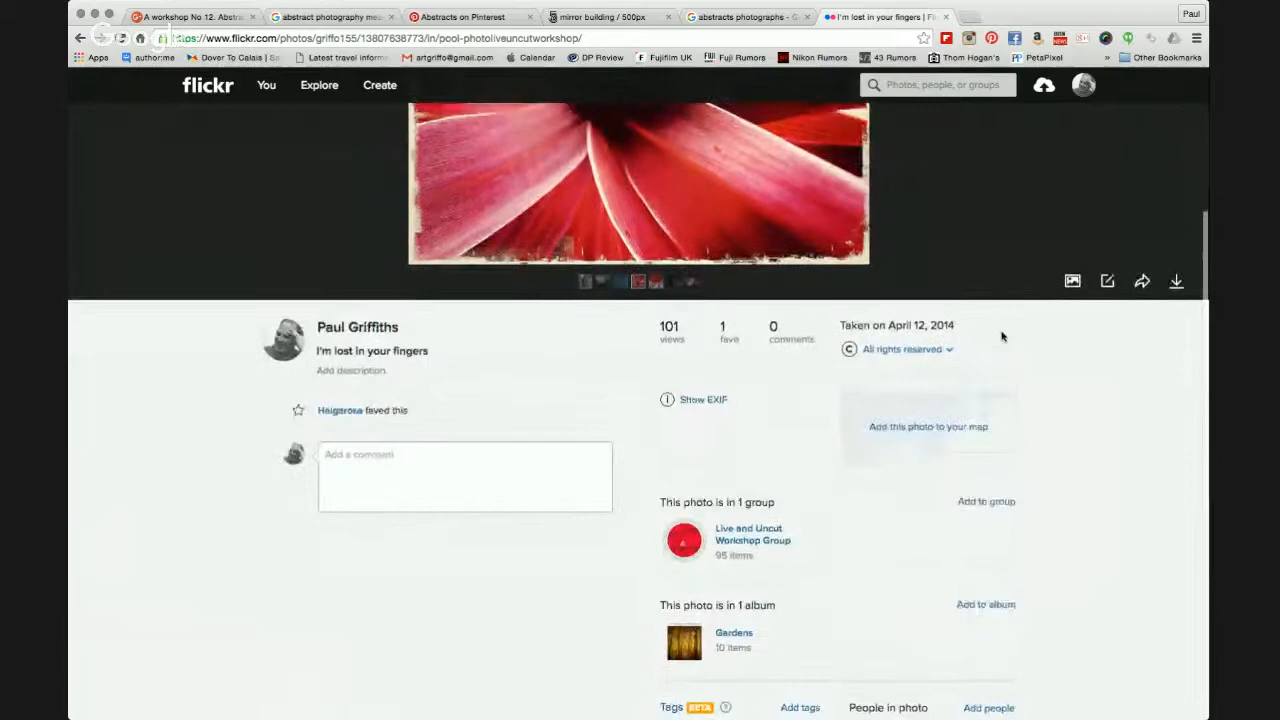 A workshop No 12. Abstra
abstract photography mea
Abstracts on Pinterest
mirror building / 500px
abstracts photographs - G
I'm lost in your fingers | Fli
Paul
https://www.flickr.com/photos/griffo155/13807638773/in/pool-photoliveuncutworkshop/
Apps
author:me
Dover To Calais | Sa
Latest travel inform
artgriffo@gmail.com
Calendar
DP Review
Fujifilm UK
Fuji Rumors
Nikon Rumors
43 Rumors
Thom Hogan's
PetaPixel
»
Other Bookmarks
flickr
You
Explore
Create
Photos, people, or groups
Paul Griffiths
I'm lost in your fingers
Add description
101
views
1
fave
0
comments
Taken on April 12, 2014
All rights reserved
faved this
Add a comment
Show EXIF
Add this photo to your map
This photo is in 1 group
Add to group
Live and Uncut
Workshop Group
95 items
This photo is in 1 album
Add to album
Gardens
10 items
Tags BETA ?
Add tags
People in photo
Add people